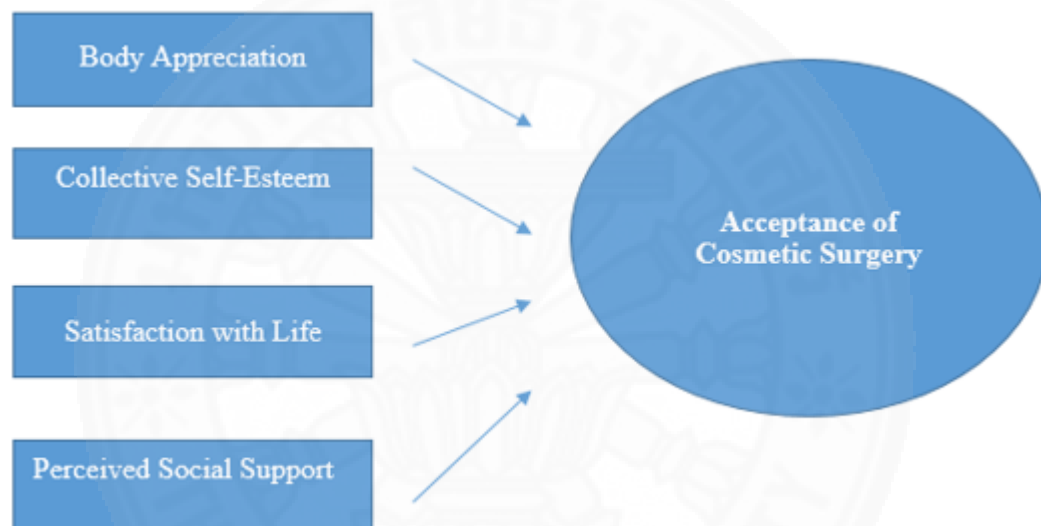 Body Appreciation
Collective Self-Esteem
Satisfaction with Life
Perceived Social Support
Acceptance of
Cosmetic Surgery